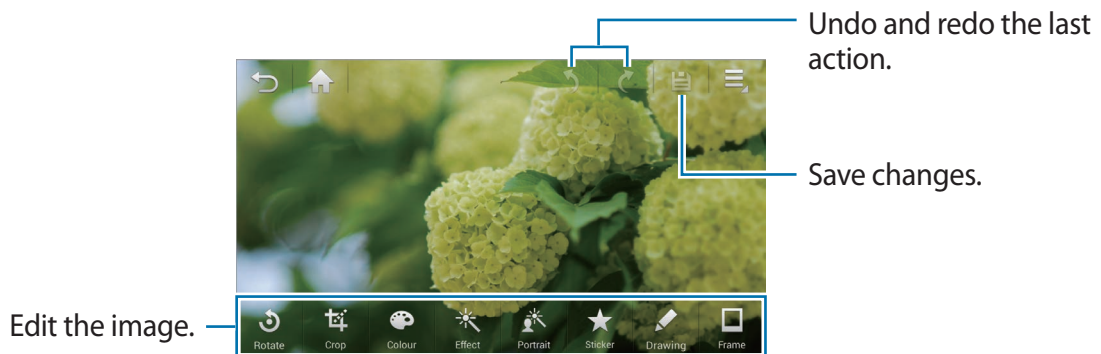 Undo and redo the last
action.
Save changes.
Edit the image.
Rotate Crop Colour Effect Portrait Sticker Drawing Frame